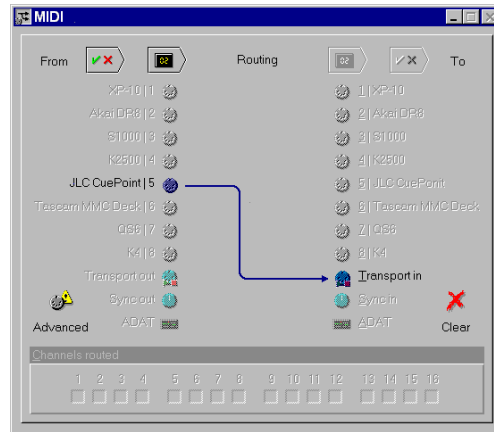 MIDI
From
Routing
To
XP-10 | 1
1 | XP-10
Akai DR8 | 2
2 | Akai DR8
S1000 | 3
3 | S1000
K2500 | 4
4 | K2500
JLC CuePoint | 5
5 | JLC CuePonit
Tascam MMC Deck | 6
6 | Tascam MMC Deck
QS6 | 7
7 | QS6
K4 | 8
8 | K4
Transport out
Transport in
Sync out
Sync in
Advanced
ADAT
ADAT
Clear
Channels routed
1 2 3 4 5 6 7 8 9 10 11 12 13 14 15 16